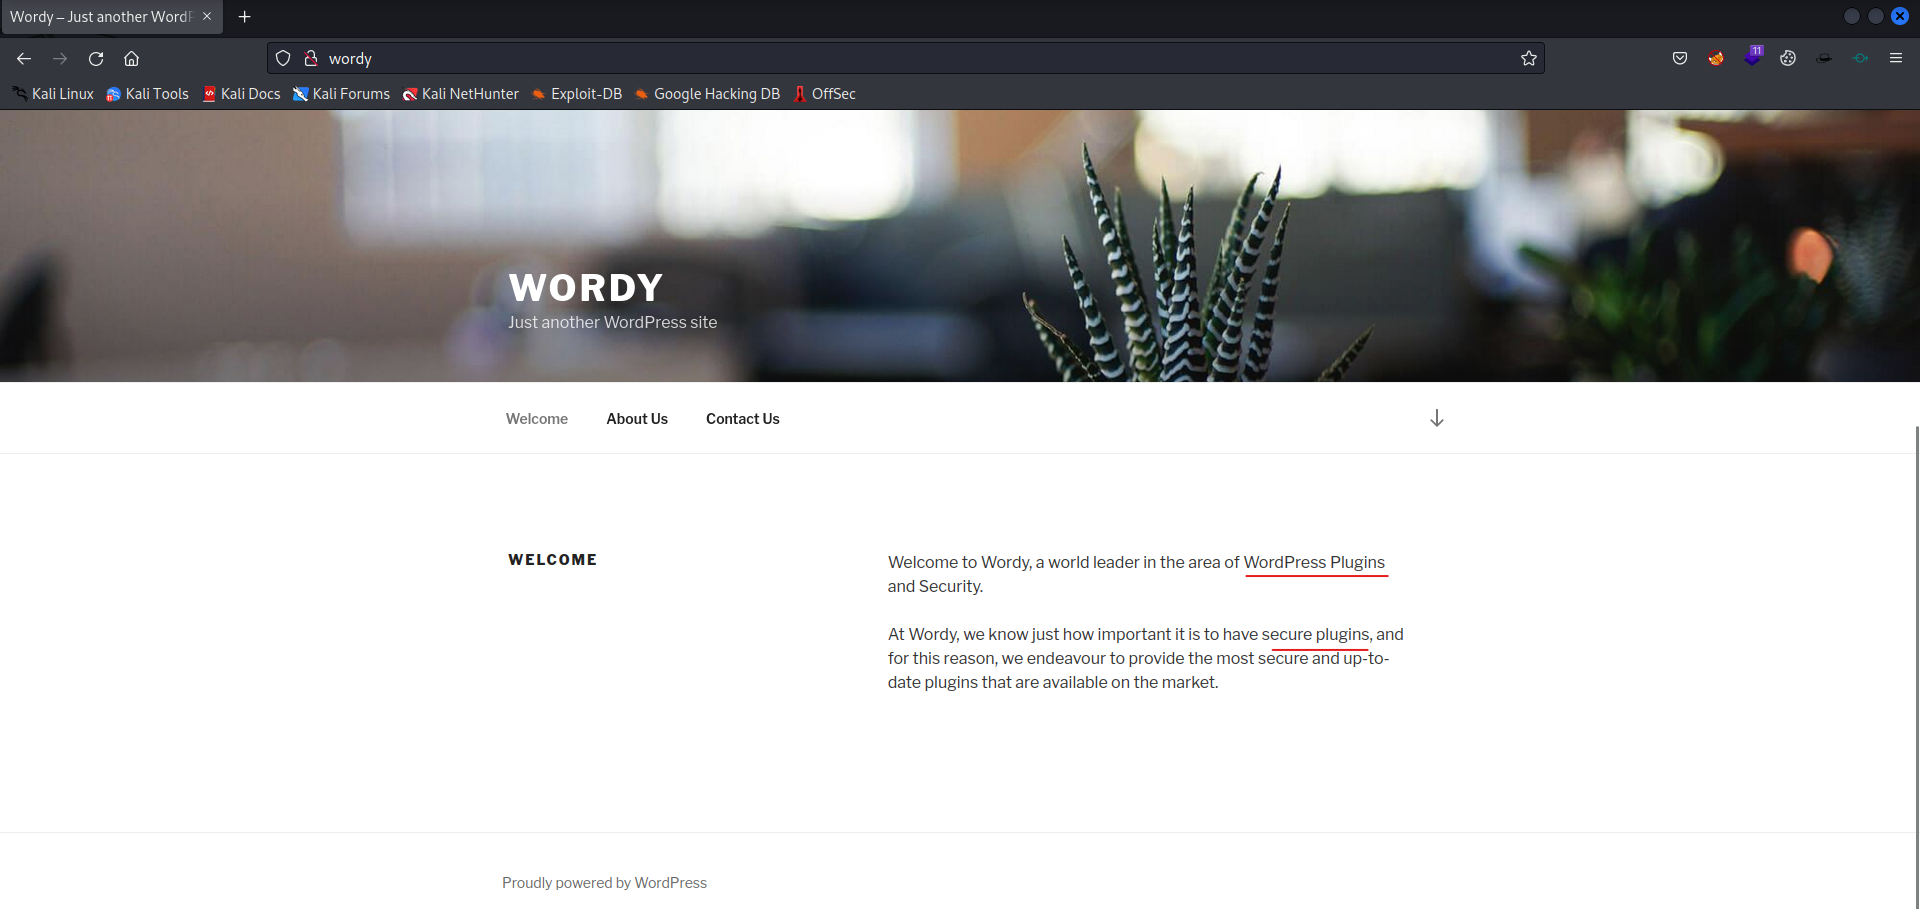 Wordy – Just another WordP
wordy
11
Kali Linux Kali Tools Kali Docs Kali Forums Kali NetHunter Exploit-DB Google Hacking DB OffSec
WORDY
Just another WordPress site
Welcome About Us Contact Us
WELCOME
Welcome to Wordy, a world leader in the area of WordPress Plugins
and Security.
At Wordy, we know just how important it is to have secure plugins, and
for this reason, we endeavour to provide the most secure and up-to-
date plugins that are available on the market.
Proudly powered by WordPress